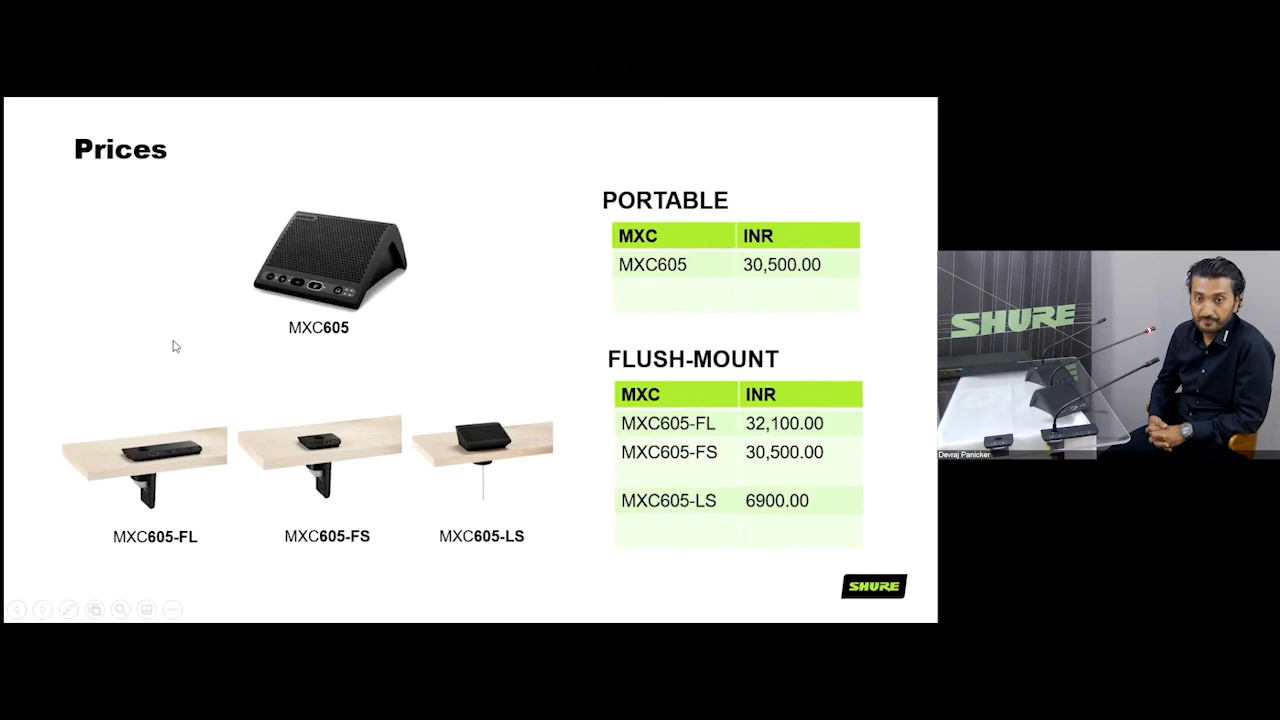 Prices
MXC605
MXC605-FL
MXC605-FS
MXC605-LS
PORTABLE
MXC INR
MXC605 30,500.00
FLUSH-MOUNT
MXC INR
MXC605-FL 32,100.00
MXC605-FS 30,500.00
MXC605-LS 6900.00
SHURE
SHURE
Devraj Panicker